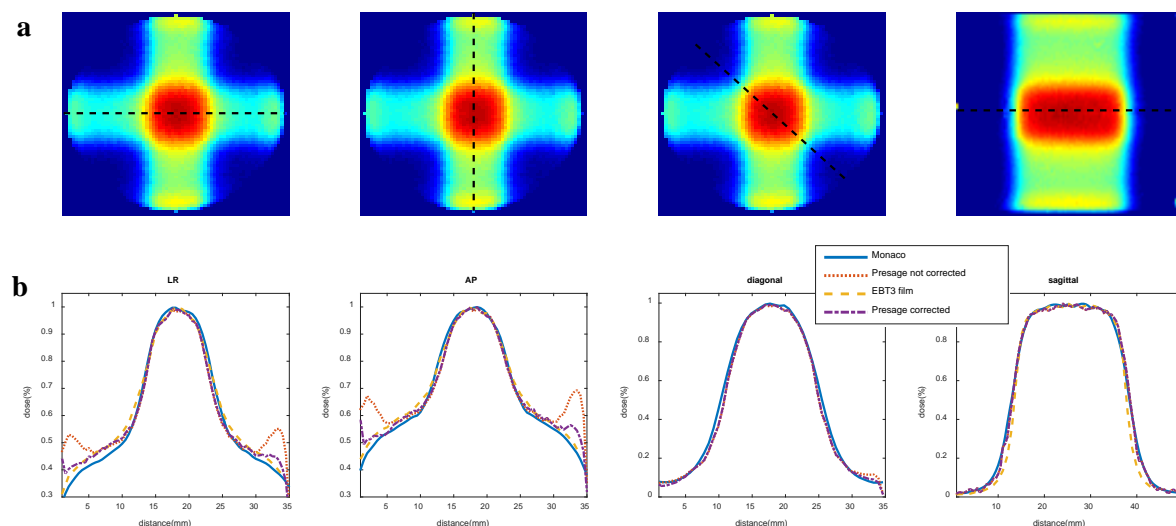 a
b
LR
AP
diagonal
sagittal
Monaco
Presage not corrected
EBT3 film
Presage corrected
dose(%)
1
0.9
0.8
0.7
0.6
0.5
0.4
0.3
0 5 10 15 20 25 30 35
distance(mm)
dose(%)
1
0.9
0.8
0.7
0.6
0.5
0.4
0.3
0 5 10 15 20 25 30 35
distance(mm)
dose(%)
1
0.8
0.6
0.4
0.2
0
5 10 15 20 25 30 35
distance(mm)
dose(%)
1
0.8
0.6
0.4
0.2
0
10 20 30 40
distance(mm)